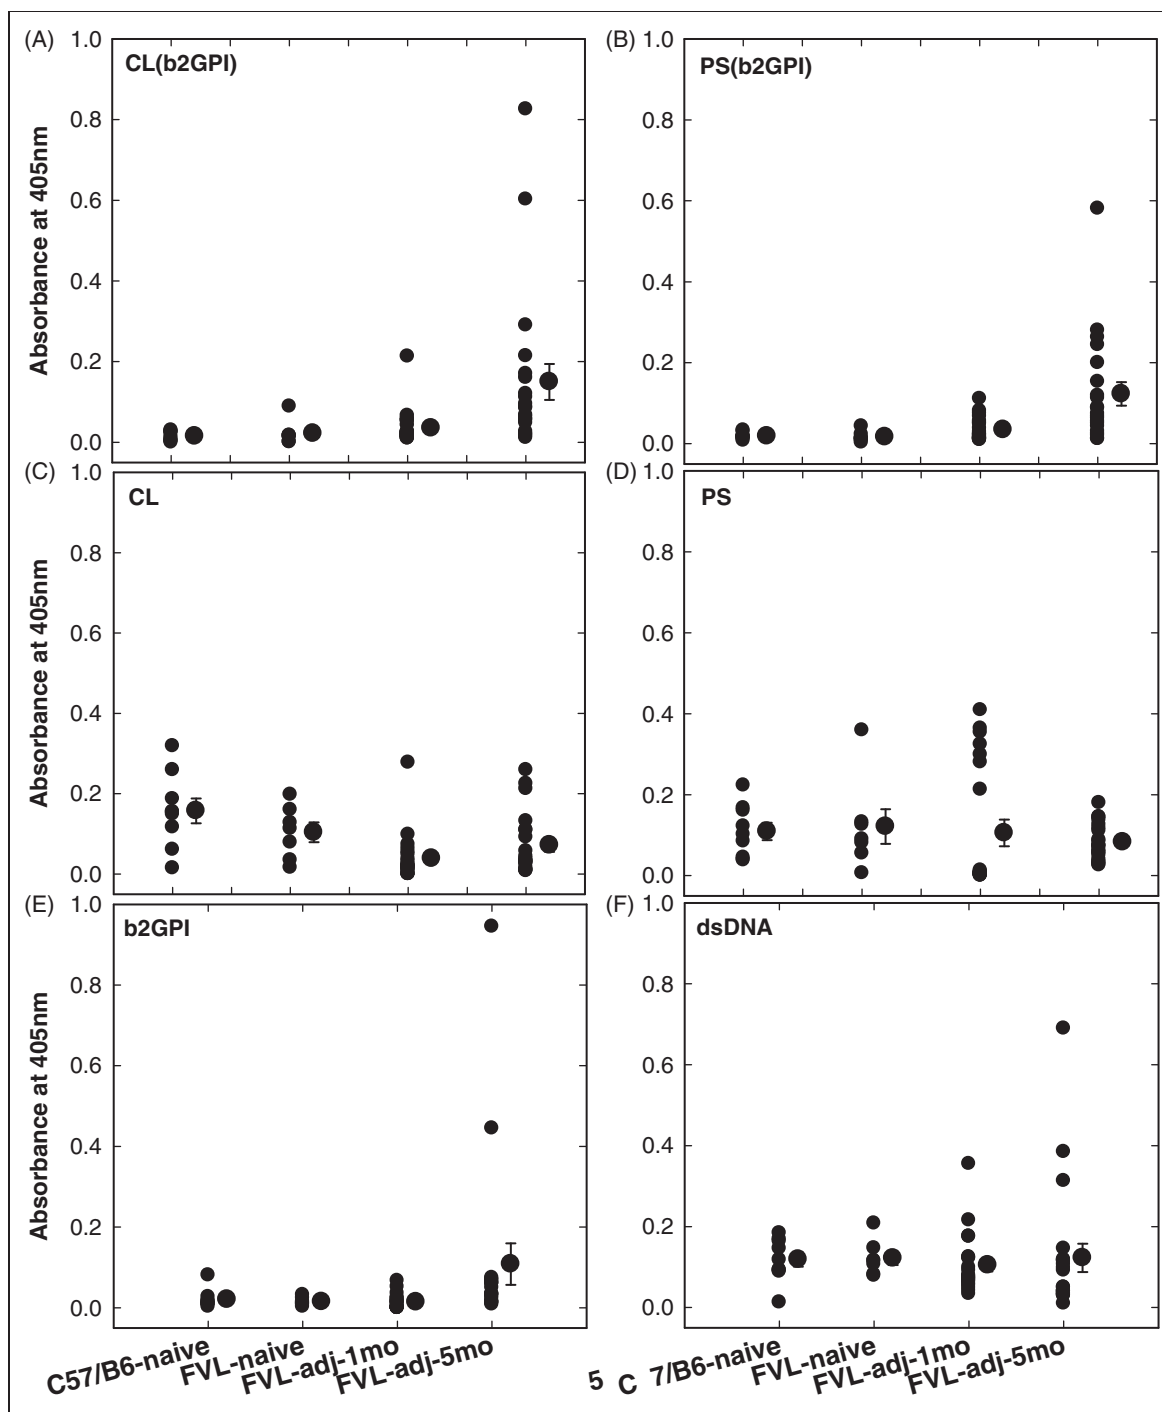 (A)
CL(b2GPI)
1.0
0.8
0.6
0.4
0.2
0.0
Absorbance at 405nm
(B)
PS(b2GPI)
1.0
0.8
0.6
0.4
0.2
0.0
(C)
CL
1.0
0.8
0.6
0.4
0.2
0.0
Absorbance at 405nm
(D)
PS
1.0
0.8
0.6
0.4
0.2
0.0
(E)
b2GPI
1.0
0.8
0.6
0.4
0.2
0.0
Absorbance at 405nm
C57/B6-naive
FVL-naive
FVL-adj-1mo
FVL-adj-5mo
(F)
dsDNA
1.0
0.8
0.6
0.4
0.2
0.0
5 C 7/B6-naive
FVL-naive
FVL-adj-1mo
FVL-adj-5mo